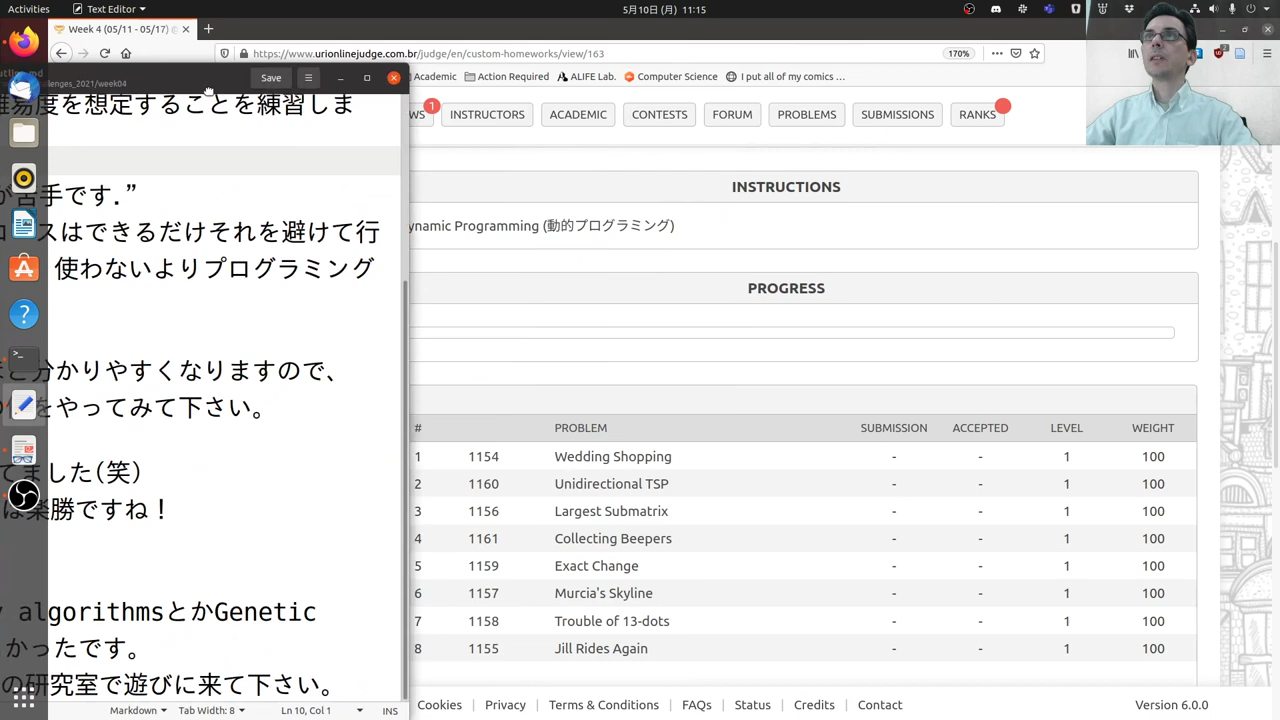 Activities
Text Editor
5月10日(月) 11:15
Week 4 (05/11 - 05/17) @
https://www.urionlinejudge.com.br/judge/en/custom-homeworks/view/163
170%
lenges_2021/week04
Save
Academic
Action Required
ALIFE Lab.
Computer Science
I put all of my comics …
WS
1
INSTRUCTORS
ACADEMIC
CONTESTS
FORUM
PROBLEMS
SUBMISSIONS
RANKS
易度を想定することを練習しま
苦手です.”
スはできるだけそれを避けて行
使わないよりプログラミング
分かりやすくなりますので、
をやってみて下さい。
てました(笑)
楽勝ですね！
algorithmsとかGenetic
かったです。
の研究室で遊びに来て下さい。
Markdown
Tab Width: 8
Ln 10, Col 1
INS
INSTRUCTIONS
ynamic Programming (動的プログラミング)
PROGRESS
# PROBLEM SUBMISSION ACCEPTED LEVEL WEIGHT
1 1154 Wedding Shopping - - 1 100
2 1160 Unidirectional TSP - - 1 100
3 1156 Largest Submatrix - - 1 100
4 1161 Collecting Beepers - - 1 100
5 1159 Exact Change - - 1 100
6 1157 Murcia's Skyline - - 1 100
7 1158 Trouble of 13-dots - - 1 100
8 1155 Jill Rides Again - - 1 100
Cookies
Privacy
Terms & Conditions
FAQs
Status
Credits
Contact
Version 6.0.0